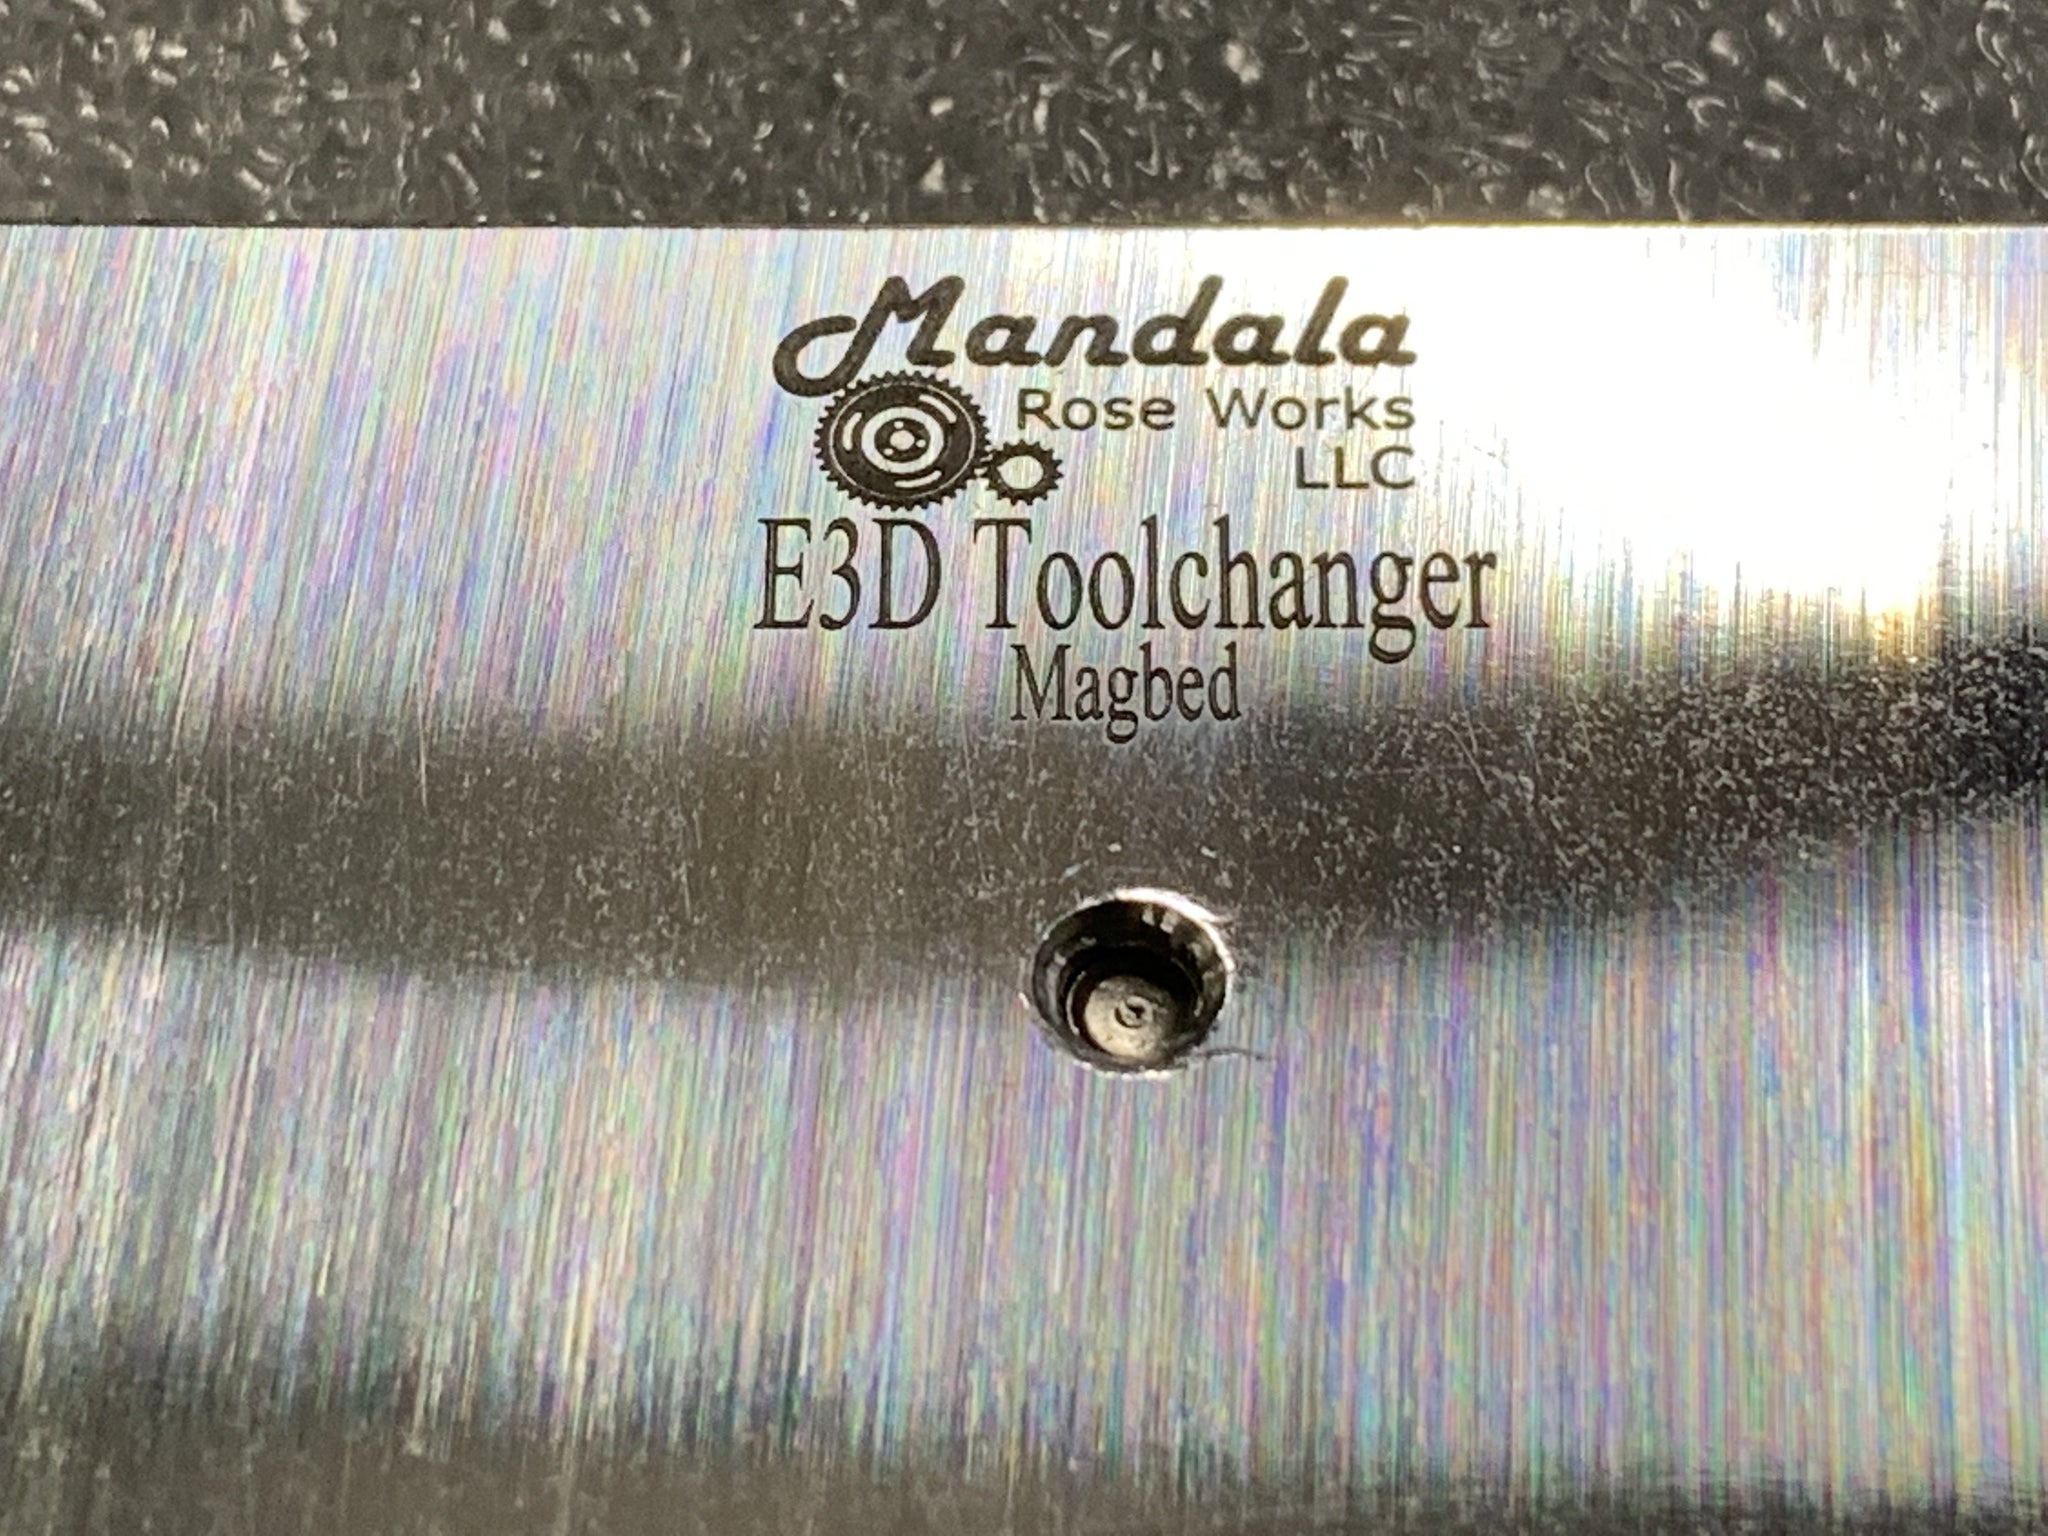 Mandala
Rose Works
LLC
E3D Toolchanger
Magbed